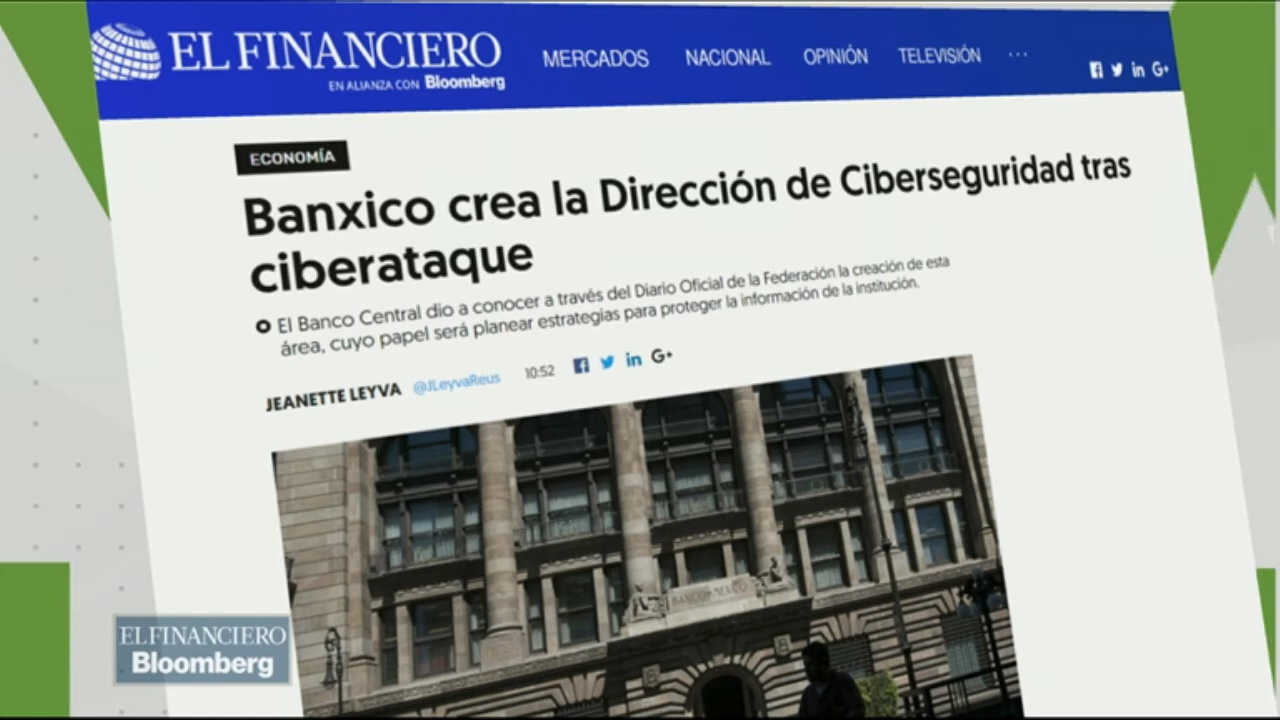 EL FINANCIERO
EN ALIANZA CON Bloomberg
MERCADOS NACIONAL OPINIÓN TELEVISIÓN ...
ECONOMÍA
Banxico crea la Dirección de Ciberseguridad tras
ciberataque
El Banco Central dio a conocer a través del Diario Oficial de la Federación la creación de esta
área, cuyo papel será planear estrategias para proteger la información de la institución.
JEANETTE LEYVA @JLeyvaReus 10:52
BANCO DE MEXICO
EL FINANCIERO
Bloomberg